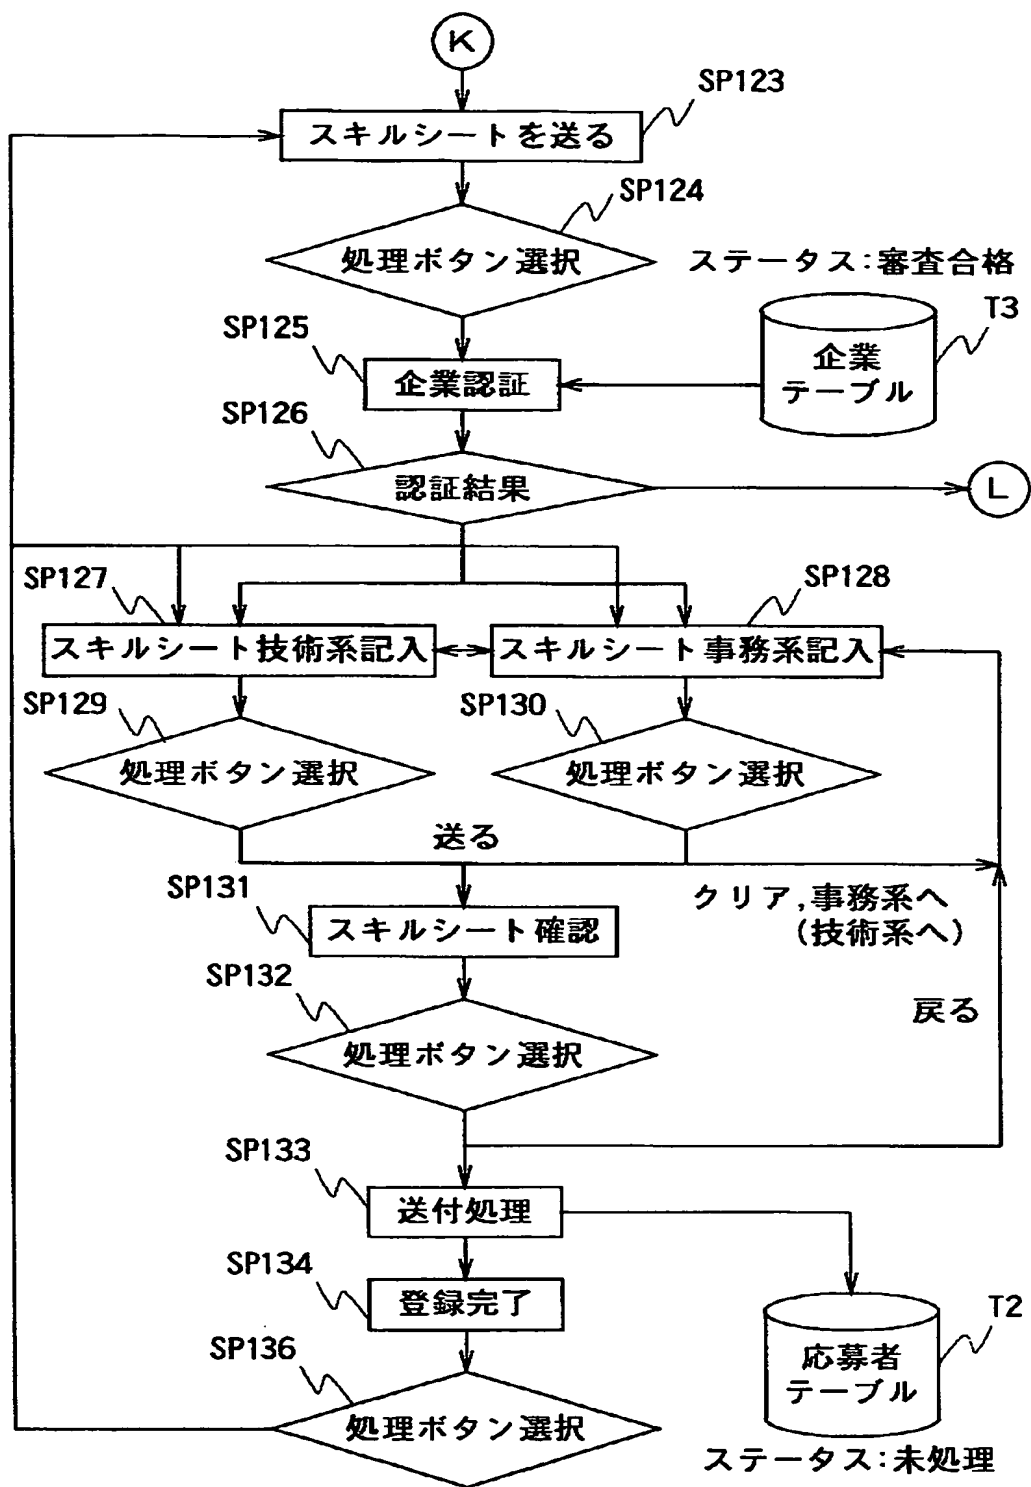 K
SP123
スキルシートを送る
SP124
処理ボタン選択
ステータス:審査合格
SP125
T3
企業
テーブル
企業認証
SP126
認証結果
L
SP127
SP128
スキルシート技術系記入
スキルシート事務系記入
SP129
SP130
処理ボタン選択
処理ボタン選択
送る
SP131
クリア,事務系へ
(技術系へ)
スキルシート確認
SP132
戻る
処理ボタン選択
SP133
送付処理
SP134
登録完了
T2
応募者
テーブル
SP136
処理ボタン選択
ステータス:未処理